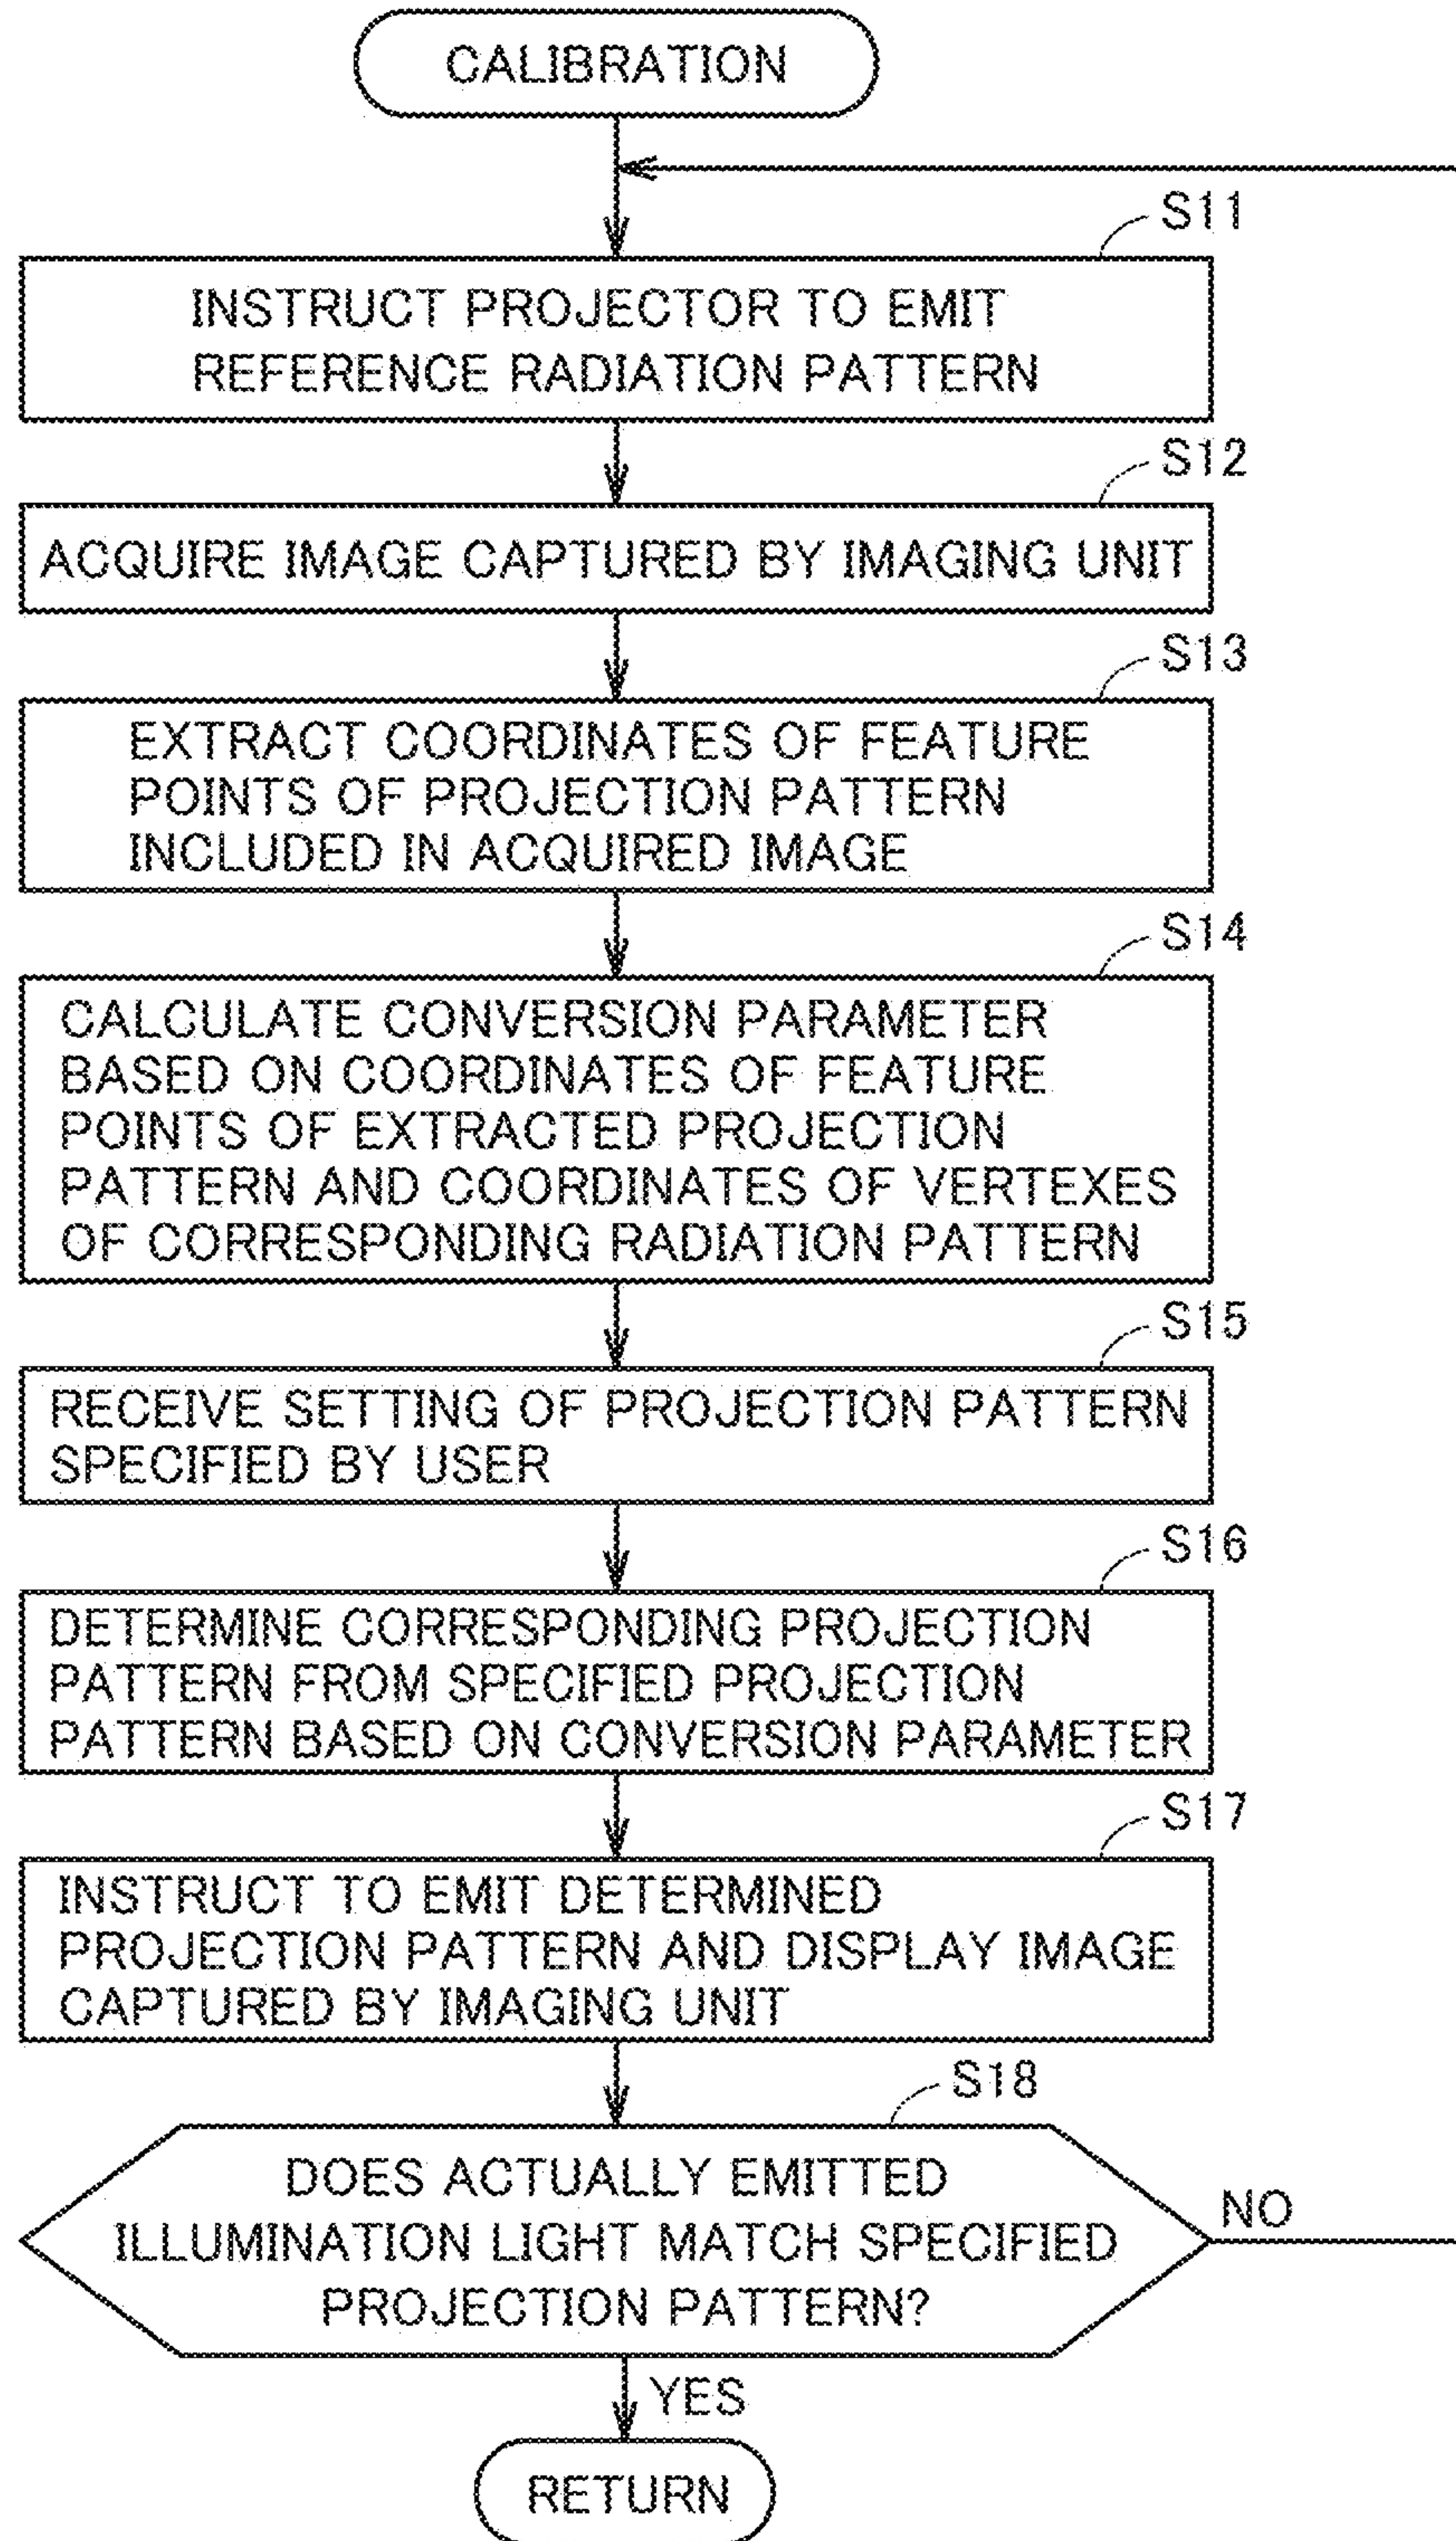 CALIBRATION
S11
INSTRUCT PROJECTOR TO EMIT
REFERENCE RADIATION PATTERN
S12
ACQUIRE IMAGE CAPTURED BY IMAGING UNIT
S13
EXTRACT COORDINATES OF FEATURE
POINTS OF PROJECTION PATTERN
INCLUDED IN ACQUIRED IMAGE
S14
CALCULATE CONVERSION PARAMETER
BASED ON COORDINATES OF FEATURE
POINTS OF EXTRACTED PROJECTION
PATTERN AND COORDINATES OF VERTEXES
OF CORRESPONDING RADIATION PATTERN
S15
RECEIVE SETTING OF PROJECTION PATTERN
SPECIFIED BY USER
S16
DETERMINE CORRESPONDING PROJECTION
PATTERN FROM SPECIFIED PROJECTION
PATTERN BASED ON CONVERSION PARAMETER
S17
INSTRUCT TO EMIT DETERMINED
PROJECTION PATTERN AND DISPLAY IMAGE
CAPTURED BY IMAGING UNIT
S18
DOES ACTUALLY EMITTED
ILLUMINATION LIGHT MATCH SPECIFIED
PROJECTION PATTERN?
NO
YES
RETURN